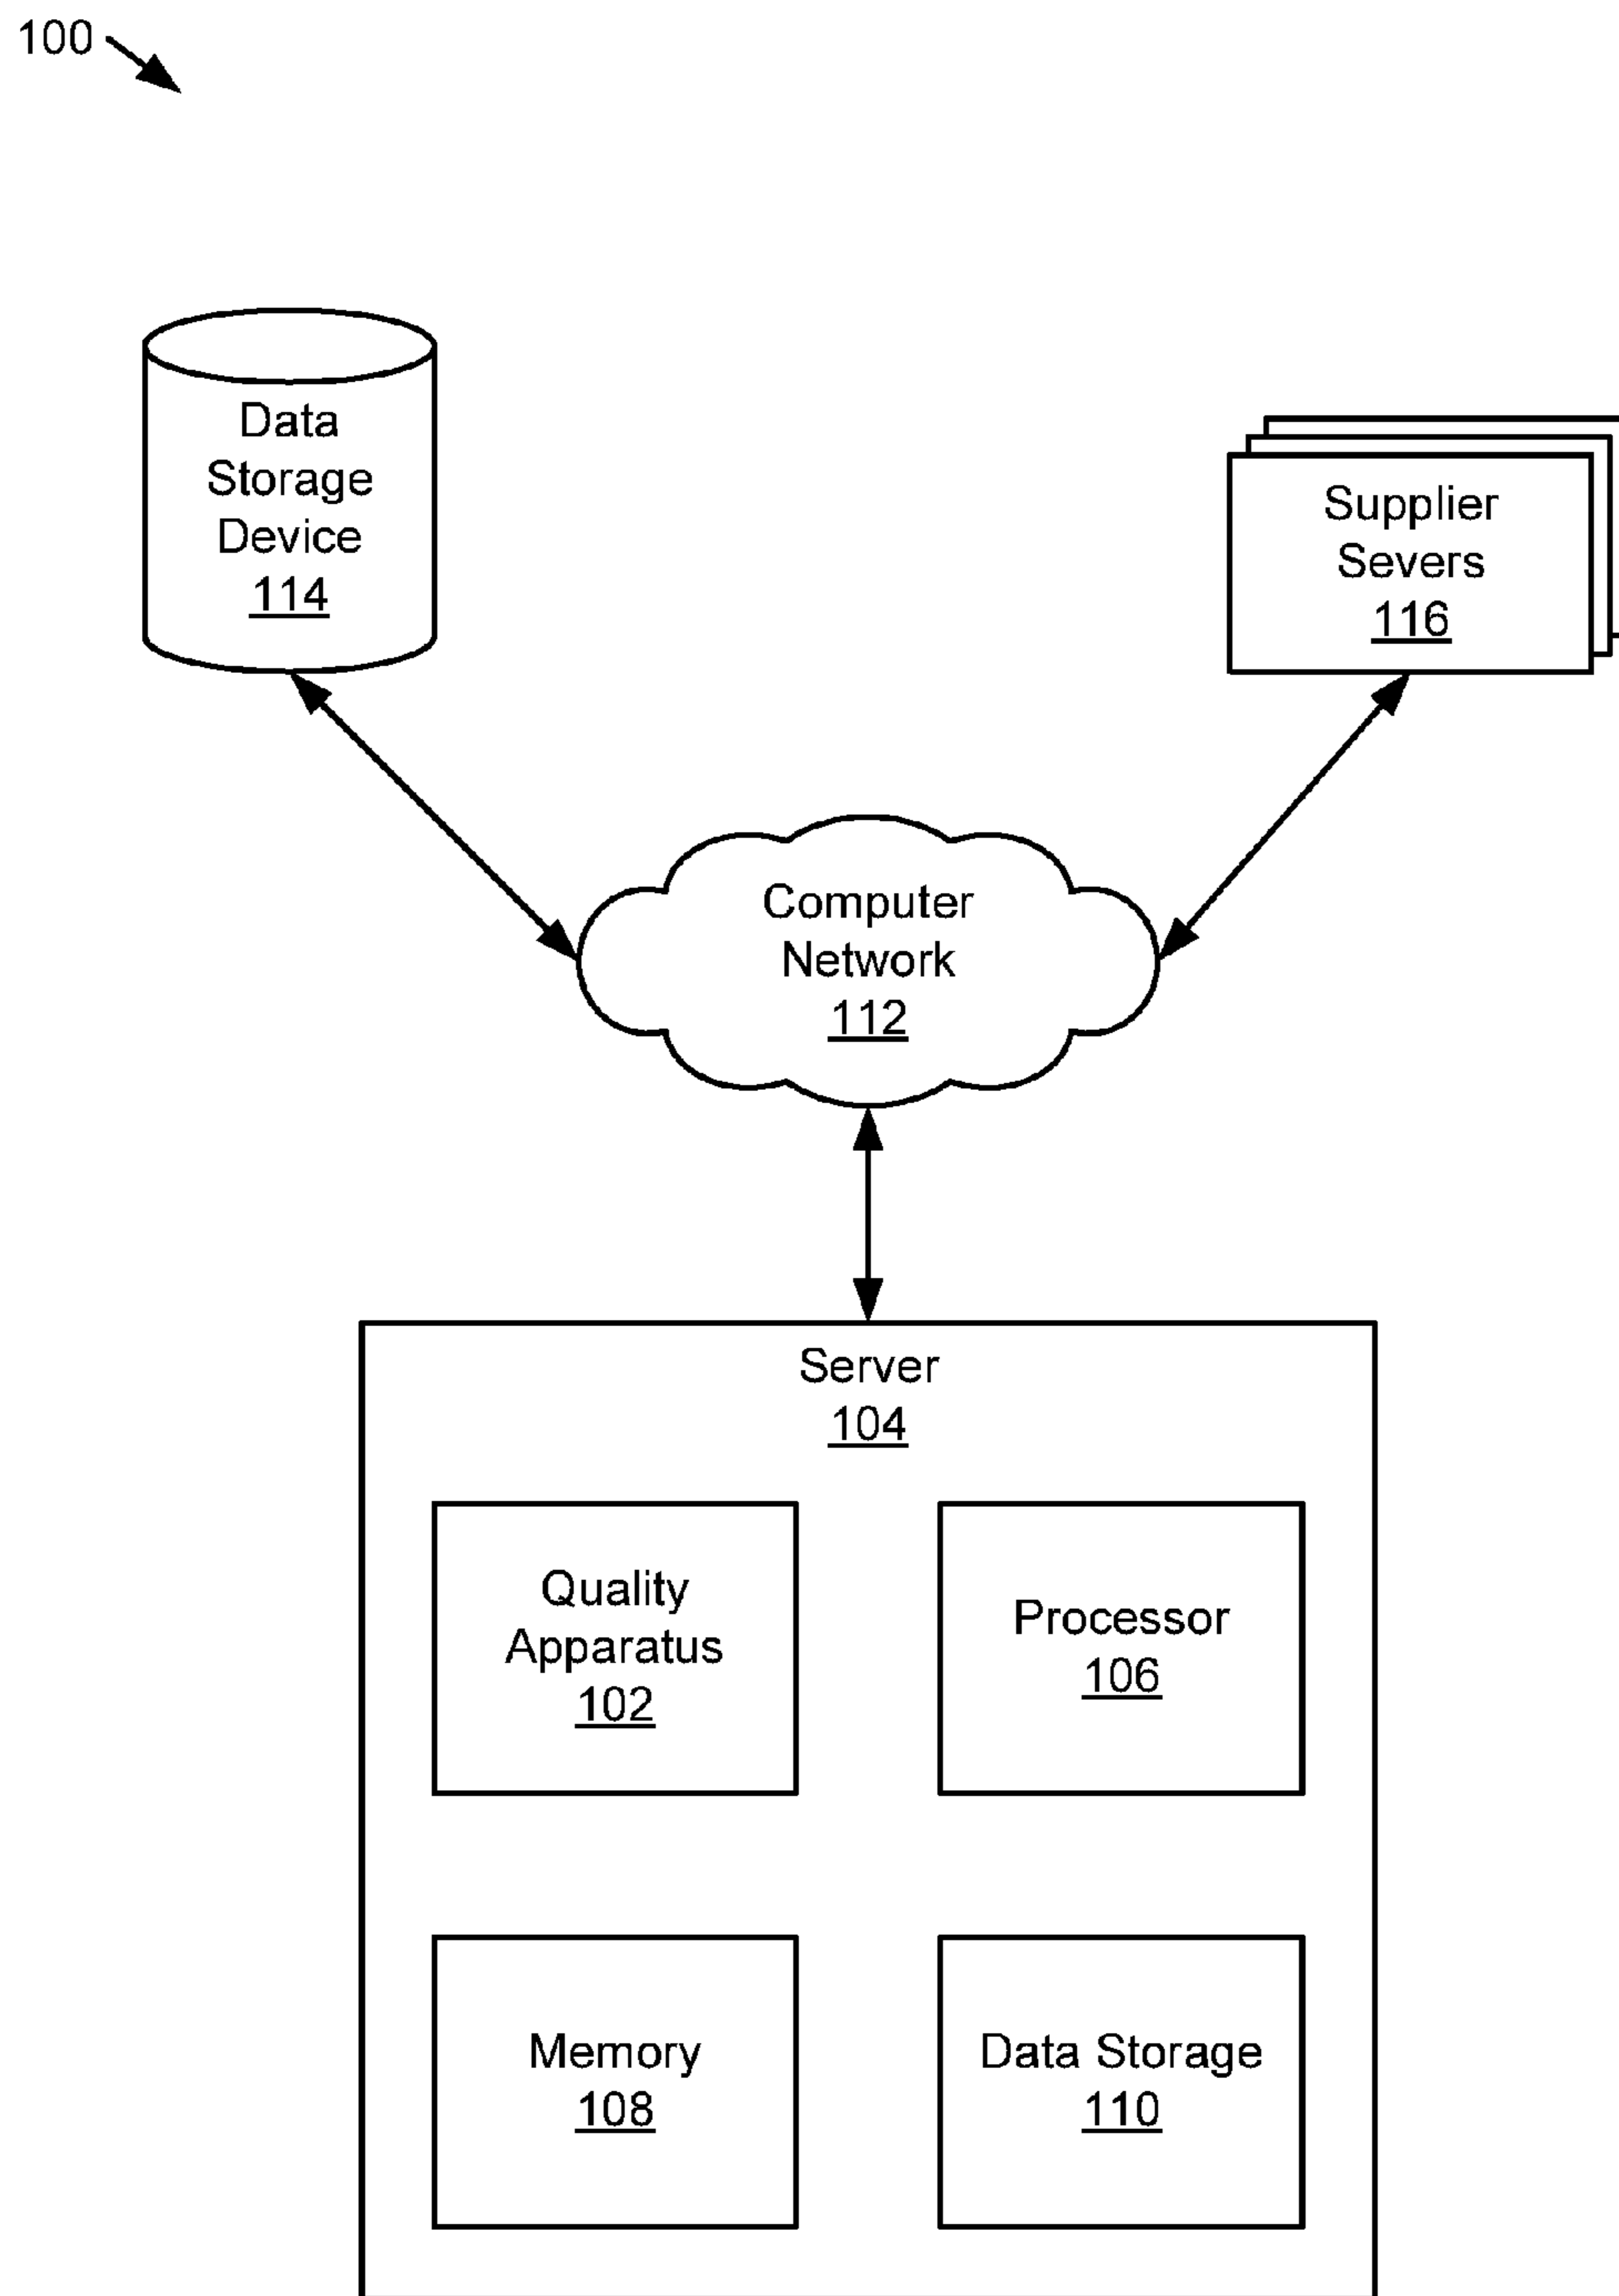 100
Data
Storage
Device
114
Supplier
Severs
116
Computer
Network
112
Server
104
Quality
Apparatus
102
Processor
106
Memory
108
Data Storage
110